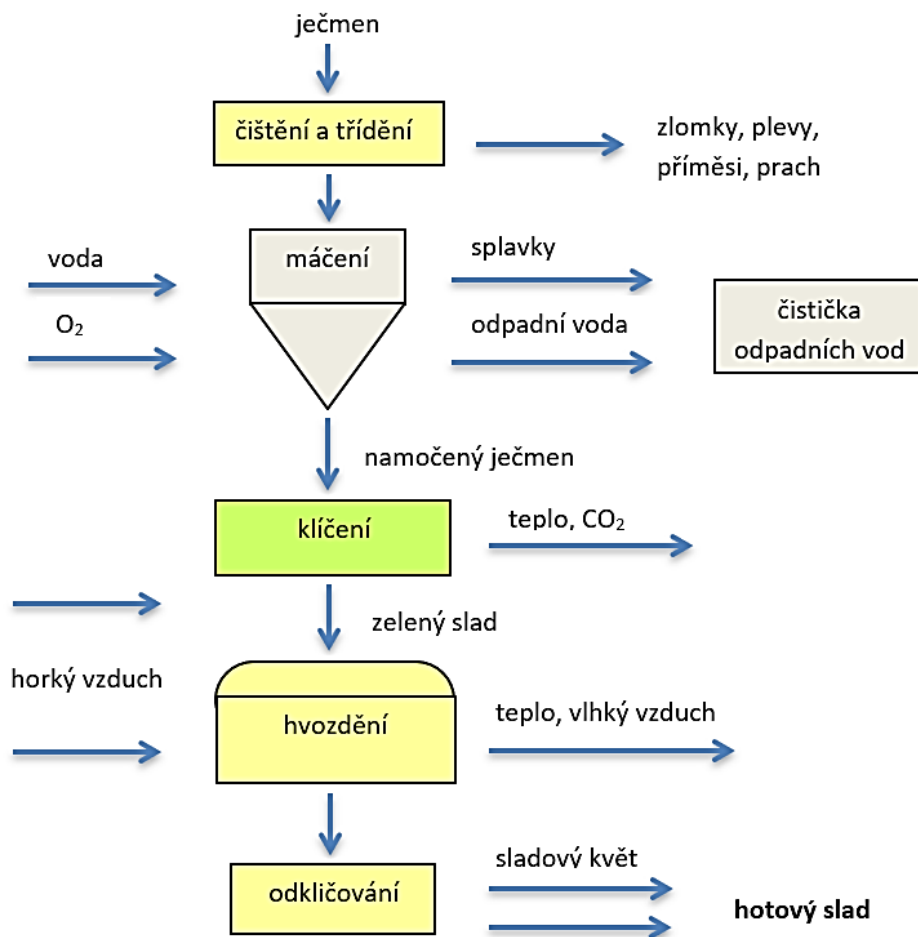 ječmen
čištění a třídění
zlomky, plevy,
příměsi, prach
voda
máčení
splavky
O₂
odpadní voda
čistička
odpadních vod
namočený ječmen
klíčení
teplo, CO₂
zelený slad
horký vzduch
hvozdění
teplo, vlhký vzduch
odkličování
sladový květ
hotový slad